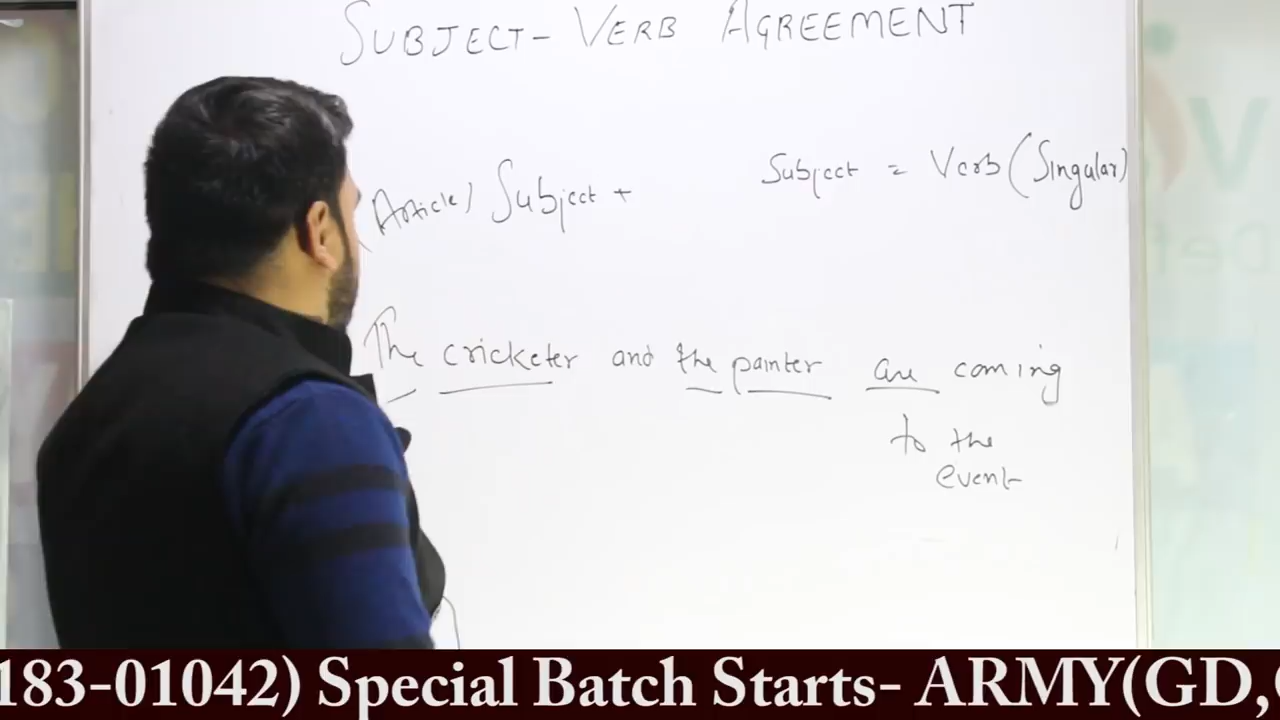 SUBJECT-VERB AGREEMENT
(Article) Subject +
Subject = Verb (Singular)
The cricketer and the painter are coming
to the
event
183-01042) Special Batch Starts- ARMY(GD,